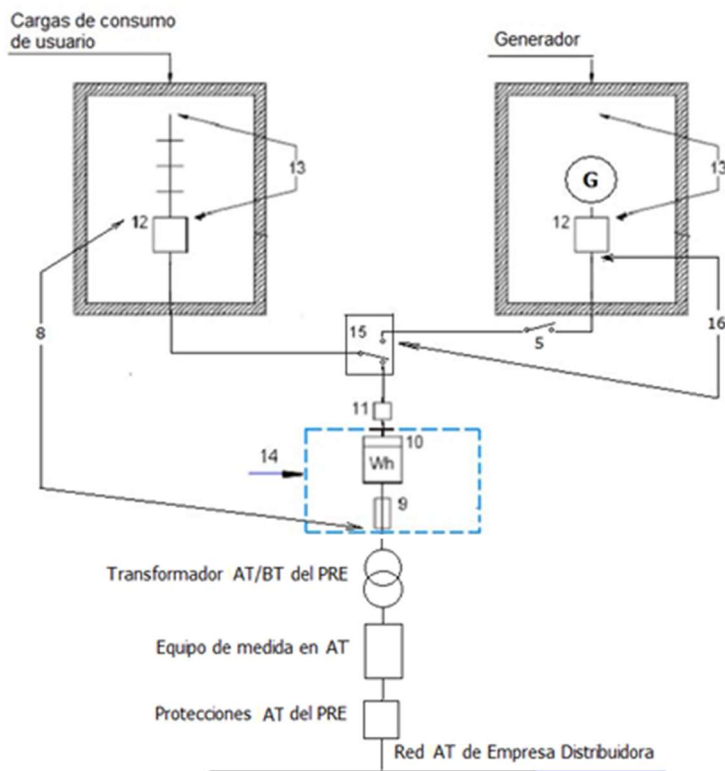 Cargas de consumo
de usuario
Generador
13
13
G
12
12
8
15
5
16
11
10
14
Wh
9
Transformador AT/BT del PRE
Equipo de medida en AT
Protecciones AT del PRE
Red AT de Empresa Distribuidora